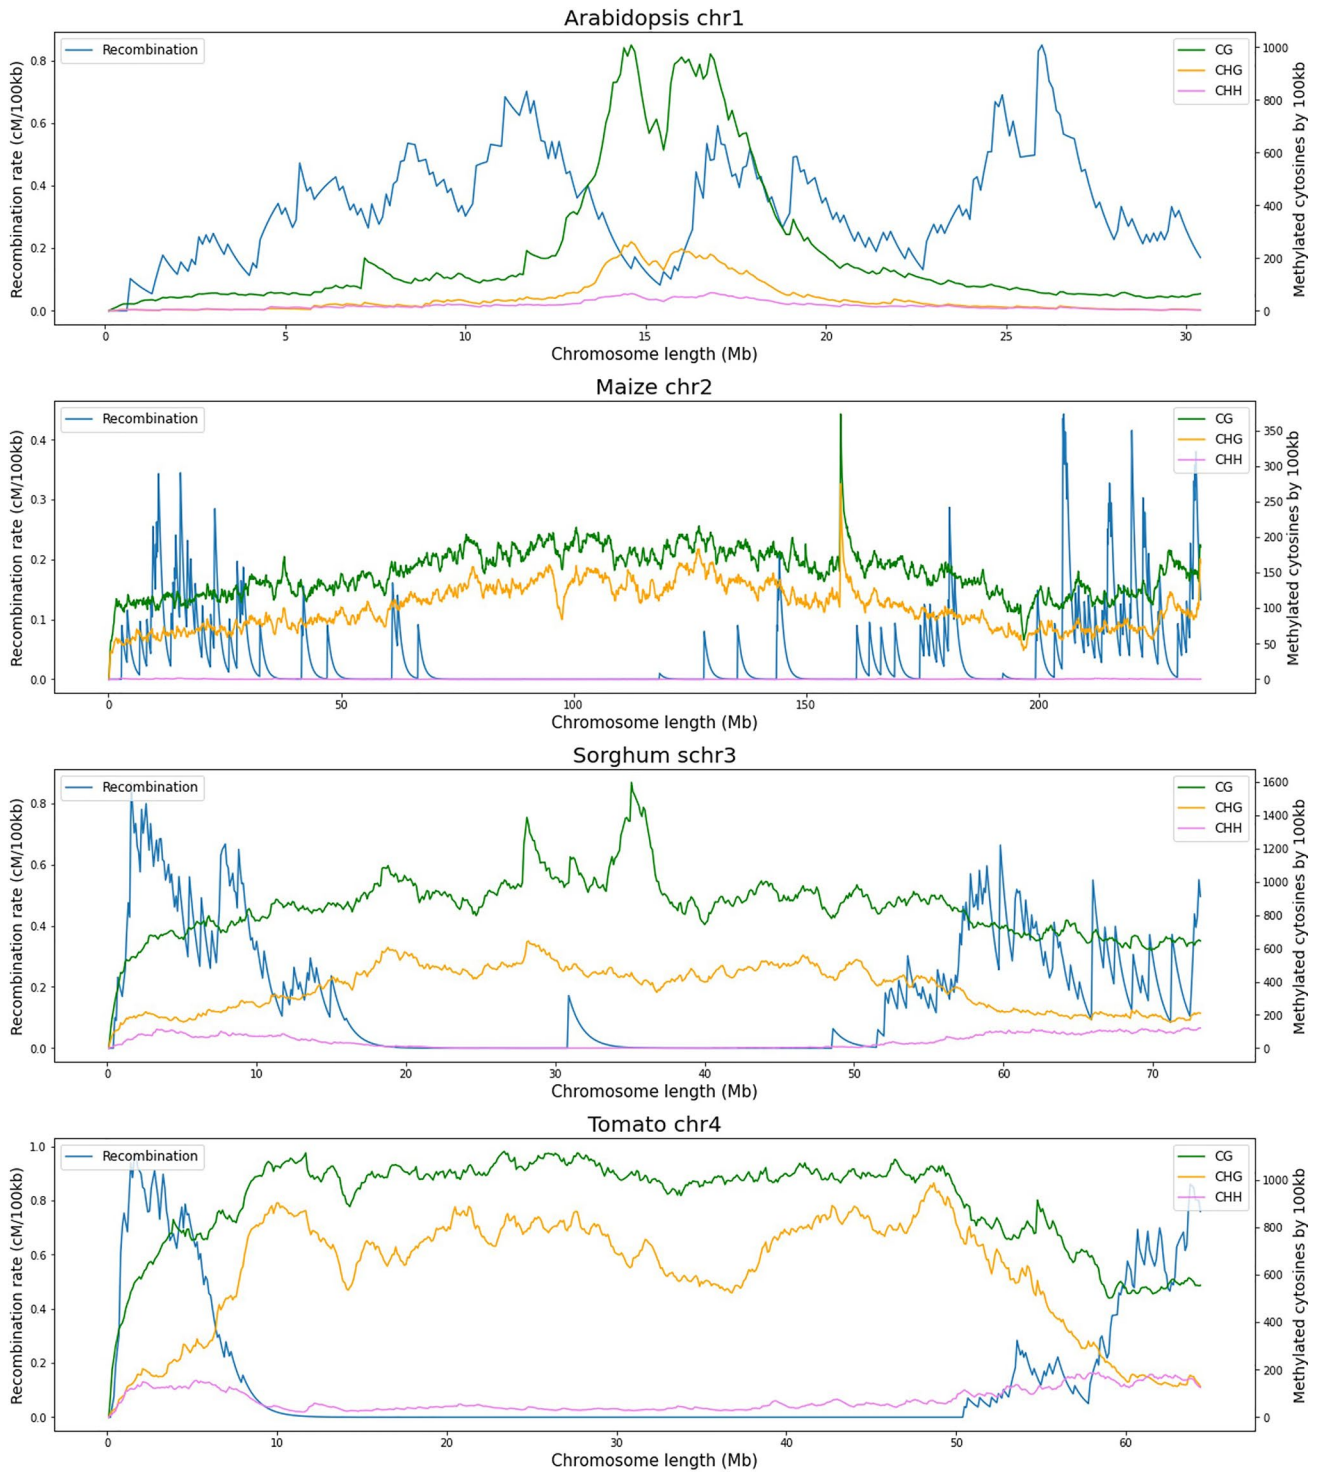 Arabidopsis chr1
Recombination
CG
CHG
CHH
Recombination rate (cM/100kb)
0.8
0.6
0.4
0.2
0.0
1000
800
600
400
200
0
Methylated cytosines by 100kb
0 5 10 15 20 25 30
Chromosome length (Mb)
Maize chr2
Recombination
CG
CHG
CHH
Recombination rate (cM/100kb)
0.4
0.3
0.2
0.1
0.0
350
300
250
200
150
100
50
0
Methylated cytosines by 100kb
0 50 100 150 200
Chromosome length (Mb)
Sorghum schr3
Recombination
CG
CHG
CHH
Recombination rate (cM/100kb)
0.8
0.6
0.4
0.2
0.0
1600
1400
1200
1000
800
600
400
200
0
Methylated cytosines by 100kb
0 10 20 30 40 50 60 70
Chromosome length (Mb)
Tomato chr4
Recombination
CG
CHG
CHH
Recombination rate (cM/100kb)
1.0
0.8
0.6
0.4
0.2
0.0
1000
800
600
400
200
0
Methylated cytosines by 100kb
0 10 20 30 40 50 60
Chromosome length (Mb)